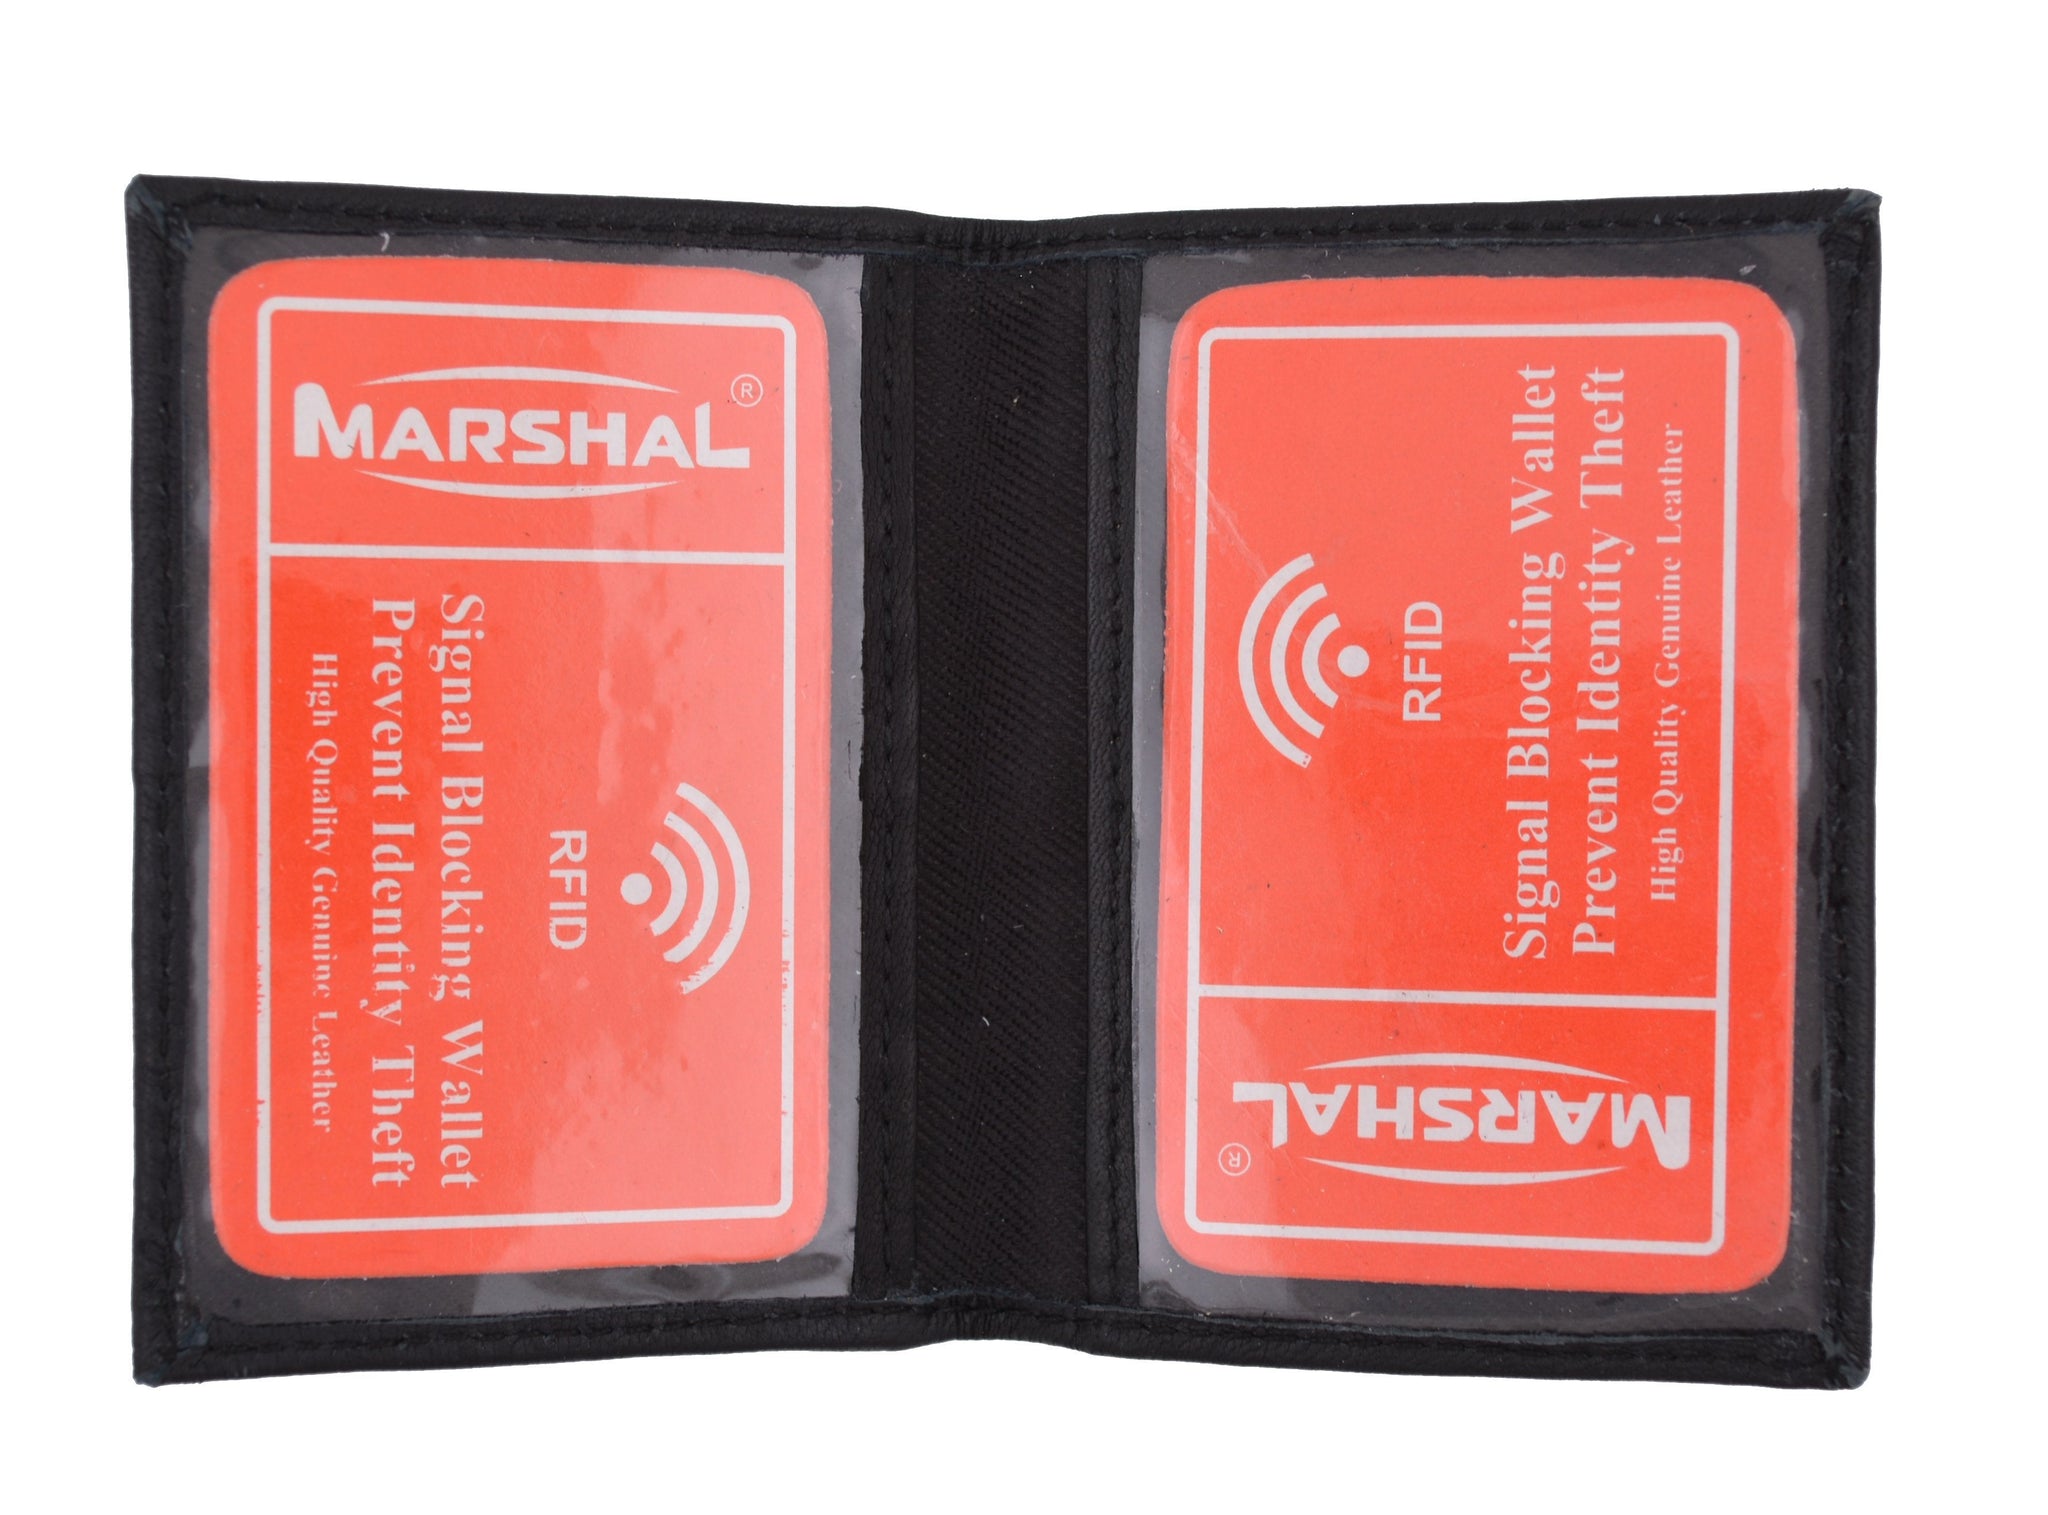 MARSHAL ®
RFID
Signal Blocking Wallet
Prevent Identity Theft
High Quality Genuine Leather
RFID
Signal Blocking Wallet
Prevent Identity Theft
High Quality Genuine Leather
MARSHAL ®